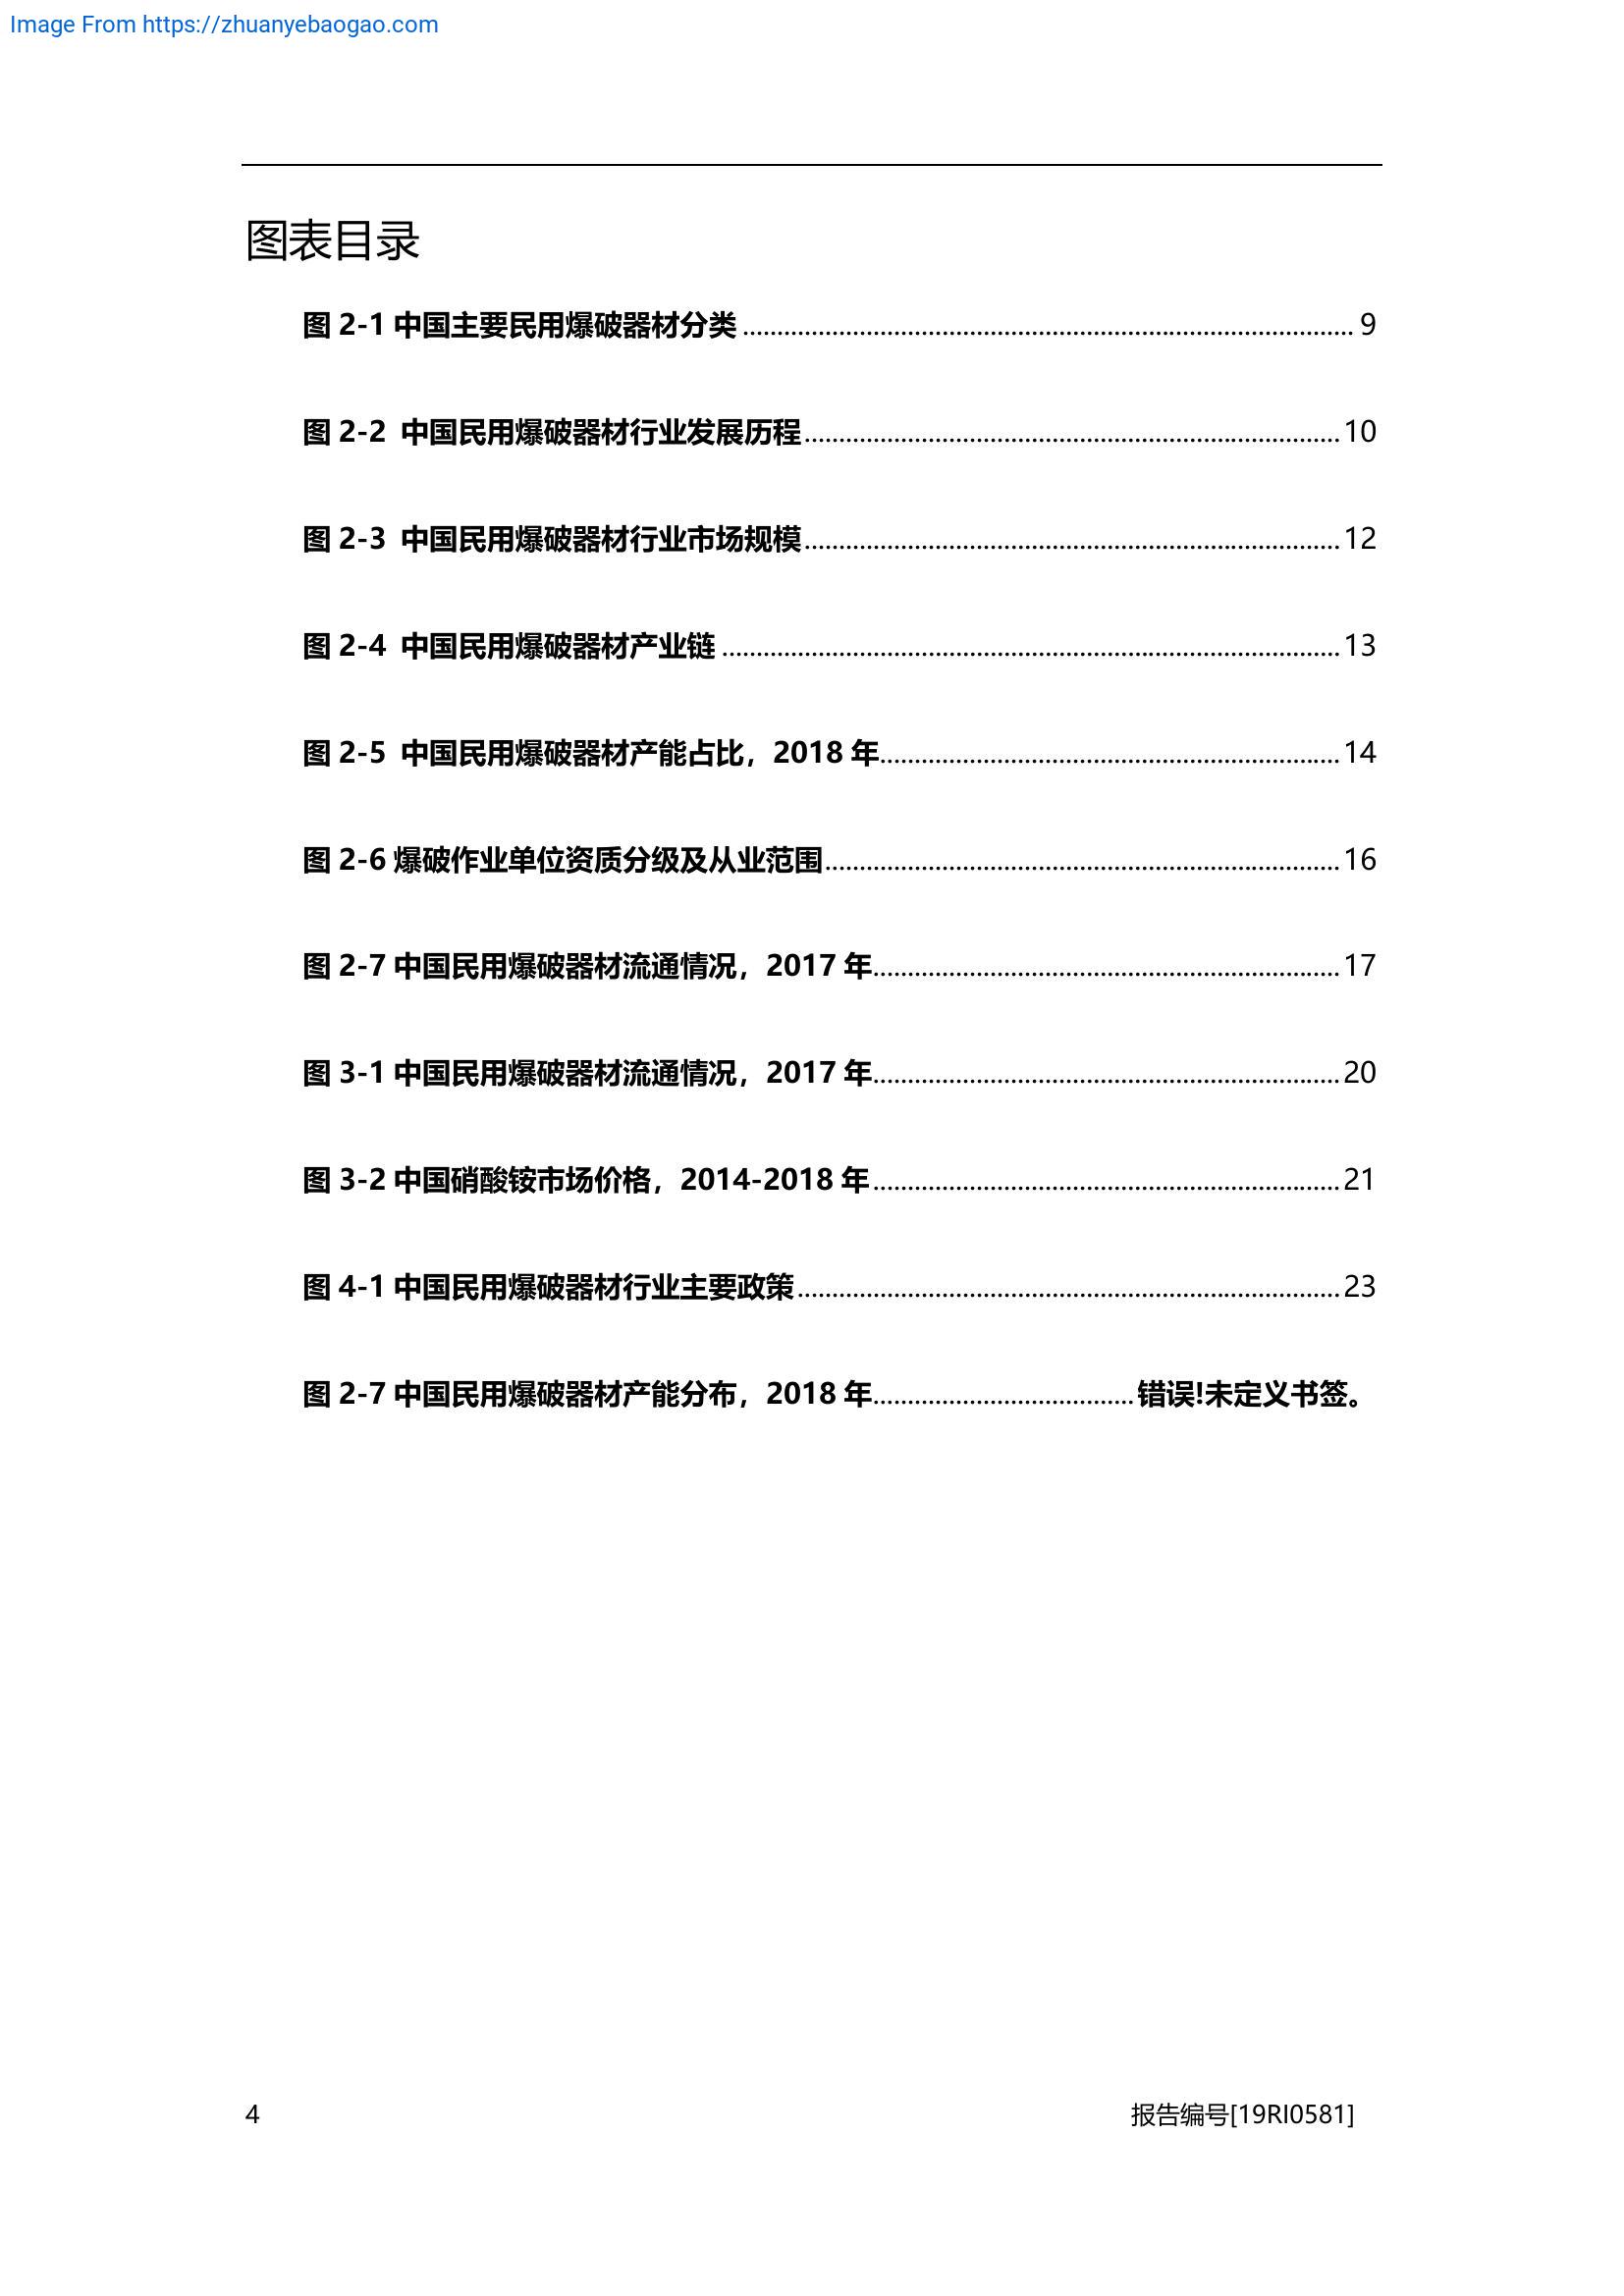 Image From https://zhuanyebaogao.com
图表目录
图 2-1 中国主要民用爆破器材分类 ........................................................................................ 9
图 2-2 中国民用爆破器材行业发展历程 ............................................................................. 10
图 2-3 中国民用爆破器材行业市场规模 ............................................................................. 12
图 2-4 中国民用爆破器材产业链 ......................................................................................... 13
图 2-5 中国民用爆破器材产能占比，2018 年 .................................................................. 14
图 2-6 爆破作业单位资质分级及从业范围 .......................................................................... 16
图 2-7 中国民用爆破器材流通情况，2017 年 ................................................................... 17
图 3-1 中国民用爆破器材流通情况，2017 年 ................................................................... 20
图 3-2 中国硝酸铵市场价格，2014-2018 年 ................................................................... 21
图 4-1 中国民用爆破器材行业主要政策 .............................................................................. 23
图 2-7 中国民用爆破器材产能分布，2018 年 ...................................... 错误!未定义书签。
4 报告编号[19RI0581]